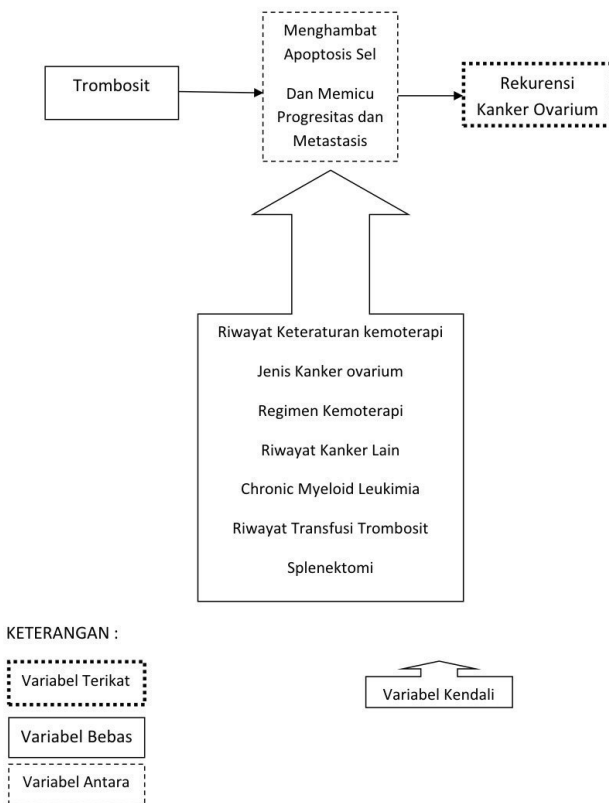 Trombosit
Menghambat
Apoptosis Sel
Dan Memicu
Progresitas dan
Metastasis
Rekurensi
Kanker Ovarium
Riwayat Keteraturan kemoterapi
Jenis Kanker ovarium
Regimen Kemoterapi
Riwayat Kanker Lain
Chronic Myeloid Leukimia
Riwayat Transfusi Trombosit
Splenektomi
KETERANGAN :
Variabel Terikat
Variabel Kendali
Variabel Bebas
Variabel Antara